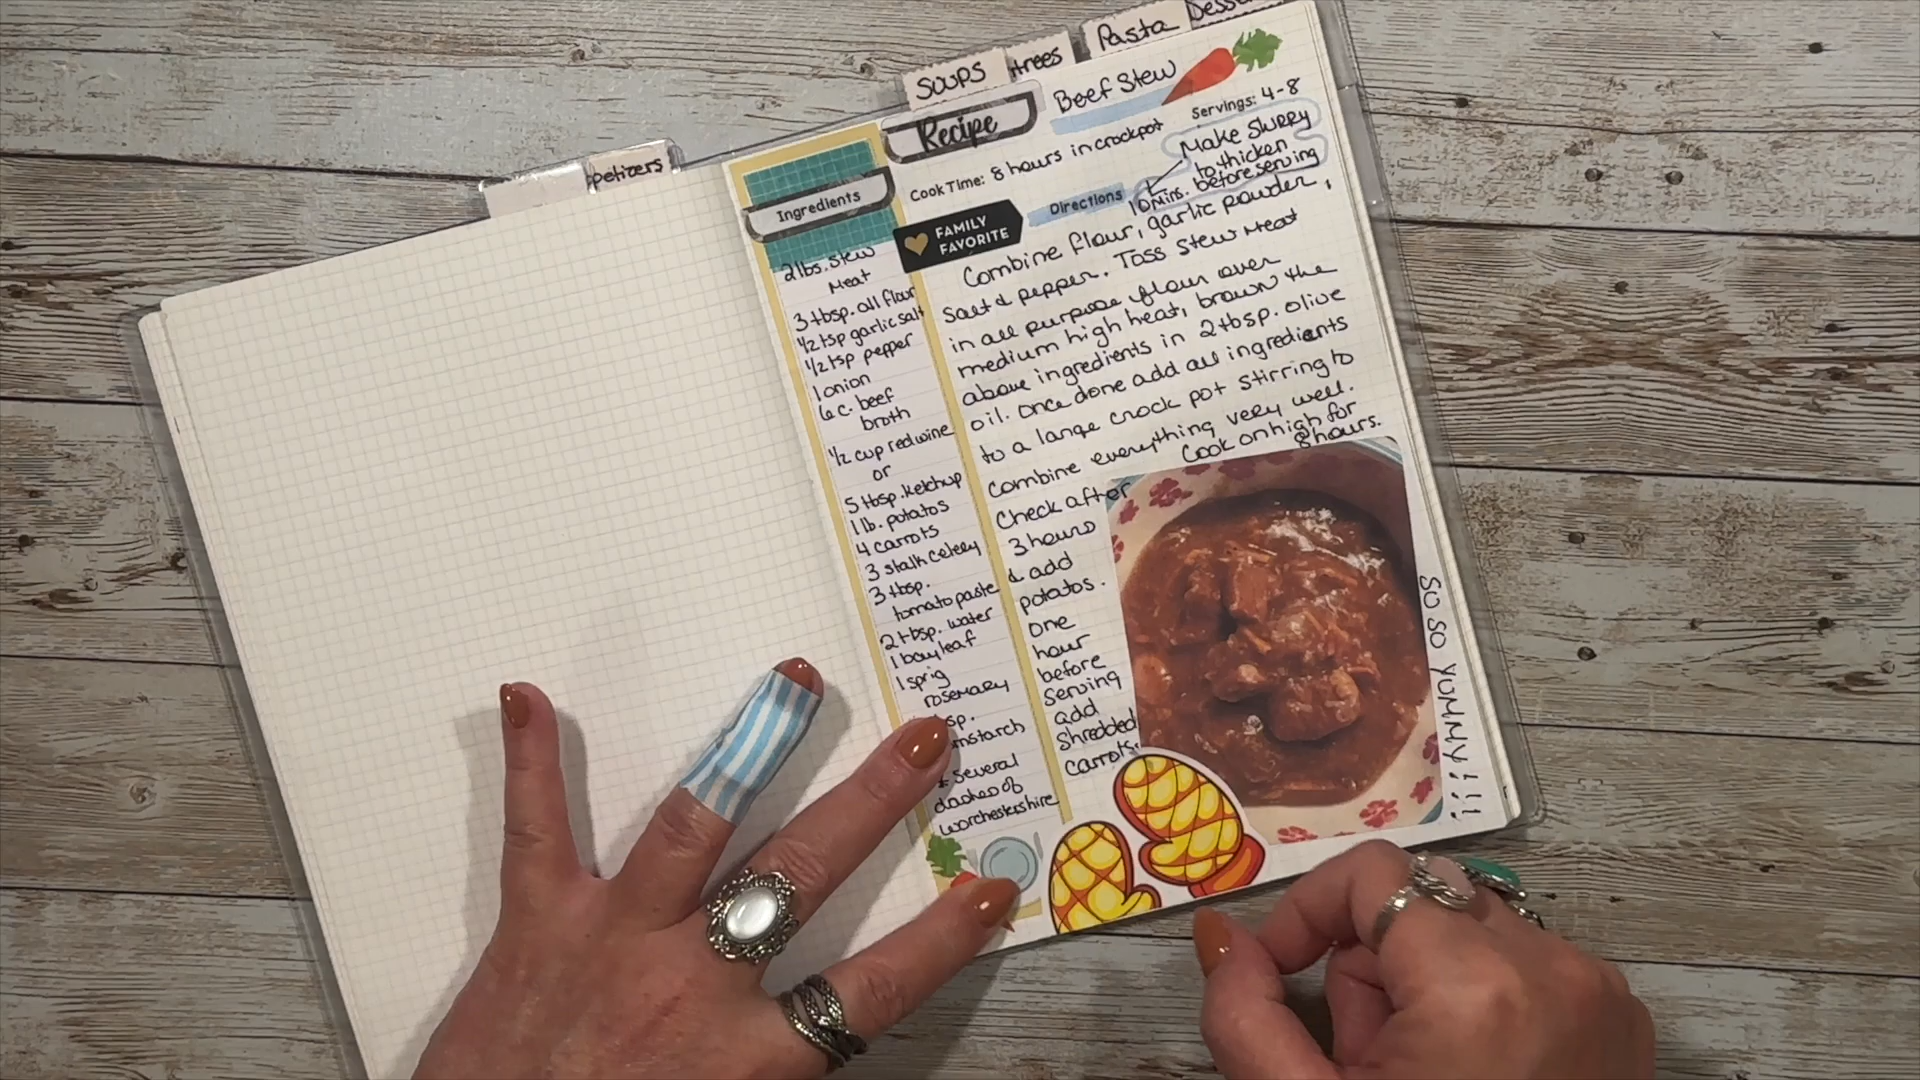 petizers
SOUPS
trees
Pasta
Desse
Recipe
Beef Stew
Servings: 4-8
Cook Time: 8 hours in crockpot
Make Slurry
to thicken
10 Mins. before serving
Ingredients
2 lbs. Stew
Meat
3 tbsp. all flour
1/2 tsp garlic salt
1/2 tsp pepper
1 onion
6 c. beef
broth
1/2 cup red wine
or
5 tbsp. ketchup
1 lb. potatos
4 carrots
3 stalk celery
3 tbsp.
tomato paste
2 tbsp. water
1 bay leaf
1 sprig
rosemary
sp.
rnstarch
* several
dashes of
worchestershire
FAMILY
FAVORITE
Directions
Combine flour, garlic powder,
Salt & pepper. Toss Stew Meat
in all purpose flour over
medium high heat, brown the
above ingredients in 2 tbsp. olive
oil. Once done add all ingredients
to a large crock pot stirring to
combine everything very well.
Cook on high for
8 hours.
Check after
3 hours
& add
potatos.
one
hour
before
serving
add
Shredded
carrots.
SO SO YUMMY!!!